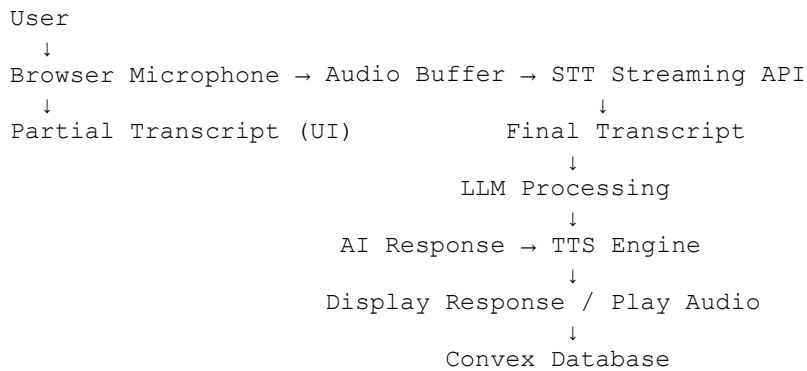 User
↓
Browser Microphone → Audio Buffer → STT Streaming API
↓ ↓
Partial Transcript (UI) Final Transcript
↓
LLM Processing
↓
AI Response → TTS Engine
↓
Display Response / Play Audio
↓
Convex Database